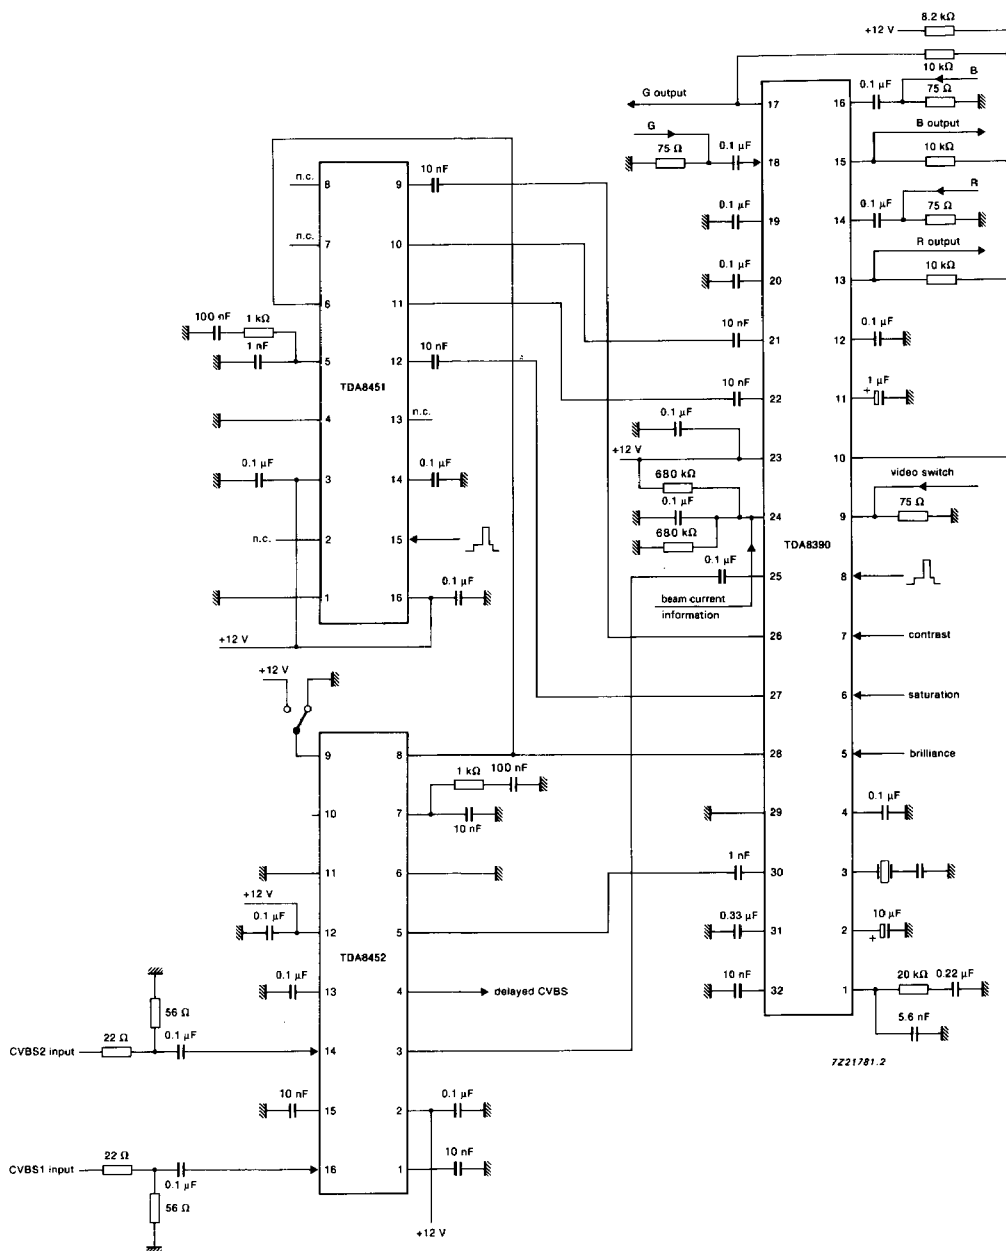 8.2 kΩ
+12 V
10 kΩ
B
G output
17
16
0.1 µF
75 Ω
B output
G
0.1 µF
75 Ω
18
15
10 kΩ
R
0.1 µF
19
14
0.1 µF
75 Ω
R output
0.1 µF
20
13
10 kΩ
10 nF
21
12
0.1 µF
10 nF
22
11
1 µF
+
0.1 µF
+12 V
23
10
680 kΩ
video switch
24
9
75 Ω
0.1 µF
680 kΩ
TDA8390
0.1 µF
25
8
beam current
information
26
7
contrast
27
6
saturation
28
5
brilliance
29
4
0.1 µF
1 nF
30
3
0.33 µF
31
2
10 µF
+
10 nF
32
1
20 kΩ
0.22 µF
5.6 nF
7Z21781.2
n.c.
8
9
10 nF
n.c.
7
10
6
11
100 nF
1 kΩ
1 nF
5
12
10 nF
TDA8451
4
13
n.c.
0.1 µF
3
14
0.1 µF
n.c.
2
15
1
16
0.1 µF
+12 V
+12 V
9
8
1 kΩ
100 nF
10
7
10 nF
11
6
+12 V
0.1 µF
12
5
TDA8452
0.1 µF
13
4
delayed CVBS
56 Ω
22 Ω
0.1 µF
CVBS2 input
14
3
10 nF
15
2
0.1 µF
CVBS1 input
22 Ω
16
1
10 nF
0.1 µF
56 Ω
+12 V